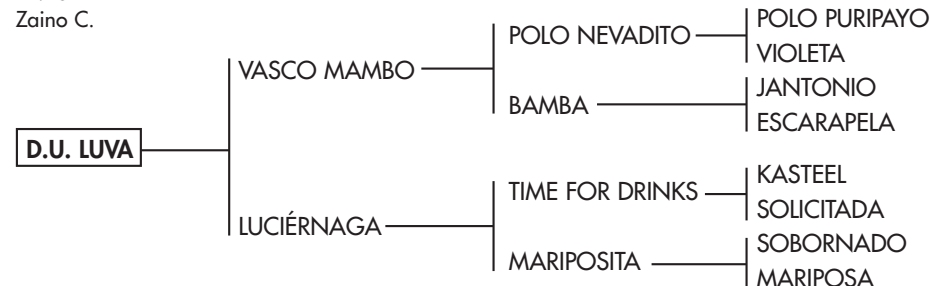 Zaino C.
POLO PURIPAYO
POLO NEVADITO
VIOLETA
VASCO MAMBO
JANTONIO
BAMBA
ESCARAPELA
D.U. LUVA
KASTEEL
TIME FOR DRINKS
SOLICITADA
LUCIÉRNAGA
SOBORNADO
MARIPOSITA
MARIPOSA